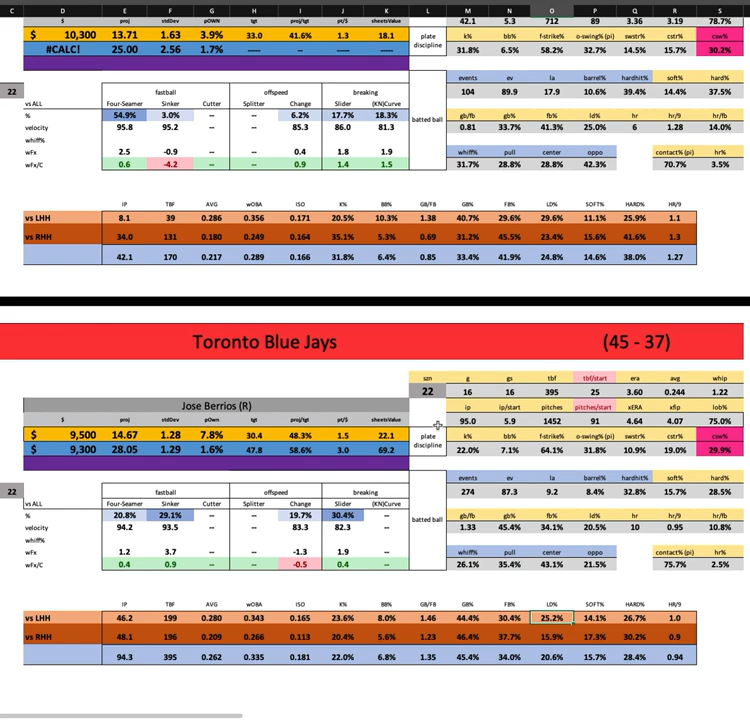 C D E F G H I J K L M N O P Q R S
$ proj stdDev pOWN tgt proj/tgt pt/$ sheetsValue 42.1 5.3 712 89 3.36 3.19 78.7%
$ 10,300 13.71 1.63 3.9% 33.0 41.6% 1.3 18.1 plate discipline k% bb% f-strike% o-swing% (pi) swstr% cstr% csw%
#CALC! 25.00 2.56 1.7% ---- -- ---- ---- 31.8% 6.5% 58.2% 32.7% 14.5% 15.7% 30.2%
events ev la barrel% hardhit% soft% hard%
22 fastball offspeed breaking 104 89.9 17.9 10.6% 39.4% 14.4% 37.5%
vs ALL Four-Seamer Sinker Cutter Splitter Change Slider (KN)Curve
% 54.9% 3.0% -- -- 6.2% 17.7% 18.3% batted ball gb/fb gb% fb% ld% hr hr/9 hr/fb
velocity 95.8 95.2 -- -- 85.3 86.0 81.3 0.81 33.7% 41.3% 25.0% 6 1.28 14.0%
whiff%
wFx 2.5 -0.9 0.4 1.8 1.9 whiff% pull center oppo contact% (pi) hr%
wFx/C 0.6 -4.2 -- -- 0.9 1.4 1.5 31.7% 28.8% 28.8% 42.3% 70.7% 3.5%
IP TBF AVG wOBA ISO K% BB% GB/FB GB% FB% LD% SOFT% HARD% HR/9
vs LHH 8.1 39 0.286 0.356 0.171 20.5% 10.3% 1.38 40.7% 29.6% 29.6% 11.1% 25.9% 1.1
vs RHH 34.0 131 0.180 0.249 0.164 35.1% 5.3% 0.69 31.2% 45.5% 23.4% 15.6% 41.6% 1.3
42.1 170 0.217 0.289 0.166 31.8% 6.4% 0.85 33.4% 41.9% 24.8% 14.6% 38.0% 1.27
Toronto Blue Jays (45 - 37)
szn g gs tbf tbf/start era avg whip
22 16 16 395 25 3.60 0.244 1.22
Jose Berrios (R) ip ip/start pitches pitches/start xERA xfip lob%
$ proj stdDev pOwn tgt proj/tgt pt/$ sheetsValue 95.0 5.9 1452 91 4.64 4.07 75.0%
$ 9,500 14.67 1.28 7.8% 30.4 48.3% 1.5 22.1 plate discipline k% bb% f-strike% o-swing% (pi) swstr% cstr% csw%
$ 9,300 28.05 1.29 1.6% 47.8 58.6% 3.0 69.2 22.0% 7.1% 64.1% 31.8% 10.9% 19.0% 29.9%
events ev la barrel% hardhit% soft% hard%
22 fastball offspeed breaking 274 87.3 9.2 8.4% 32.8% 15.7% 28.5%
vs ALL Four-Seamer Sinker Cutter Splitter Change Slider (KN)Curve
% 20.8% 29.1% -- -- 19.7% 30.4% -- batted ball gb/fb gb% fb% ld% hr hr/9 hr/fb
velocity 94.2 93.5 -- -- 83.3 82.3 -- 1.33 45.4% 34.1% 20.5% 10 0.95 10.8%
whiff%
wFx 1.2 3.7 -1.3 1.9 whiff% pull center oppo contact% (pi) hr%
wFx/C 0.4 0.9 -- -- -0.5 0.4 -- 26.1% 35.4% 43.1% 21.5% 75.7% 2.5%
IP TBF AVG wOBA ISO K% BB% GB/FB GB% FB% LD% SOFT% HARD% HR/9
vs LHH 46.2 199 0.280 0.343 0.165 23.6% 8.0% 1.46 44.4% 30.4% 25.2% 14.1% 26.7% 1.0
vs RHH 48.1 196 0.209 0.266 0.113 20.4% 5.6% 1.23 46.4% 37.7% 15.9% 17.3% 30.2% 0.9
94.3 395 0.262 0.335 0.181 22.0% 6.8% 1.35 45.4% 34.0% 20.6% 15.7% 28.4% 0.94